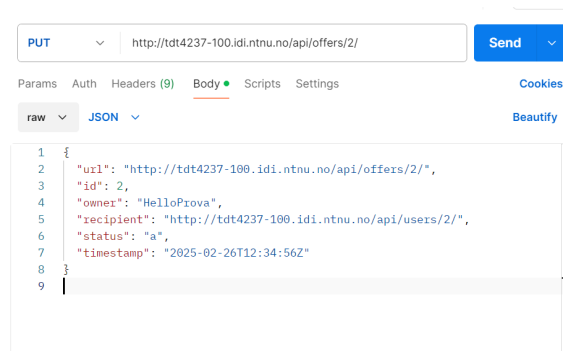 PUT http://tdt4237-100.idi.ntnu.no/api/offers/2/ Send
Params Auth Headers (9) Body Scripts Settings Cookies
raw JSON Beautify
1 {
2 "url": "http://tdt4237-100.idi.ntnu.no/api/offers/2/",
3 "id": 2,
4 "owner": "HelloProva",
5 "recipient": "http://tdt4237-100.idi.ntnu.no/api/users/2/",
6 "status": "a",
7 "timestamp": "2025-02-26T12:34:56Z"
8 }
9